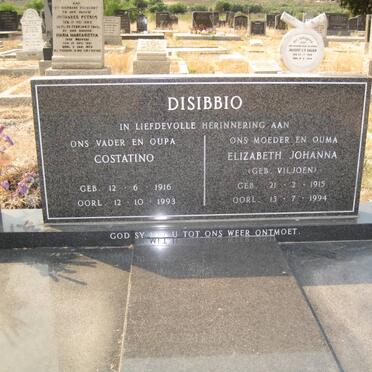 DISIBBIO
IN LIEFDEVOLLE HERINNERING AAN
ONS VADER EN OUPA
COSTATINO
GEB. 12 - 6 1916
OORL. 12 - 10 1993
ONS MOEDER EN OUMA
ELIZABETH JOHANNA
(GEB. VILJOEN)
GEB. 21 - 2 - 1915
OORL. 13 - 7 - 1994
GOD SY U TOT ONS WEER ONTMOET.